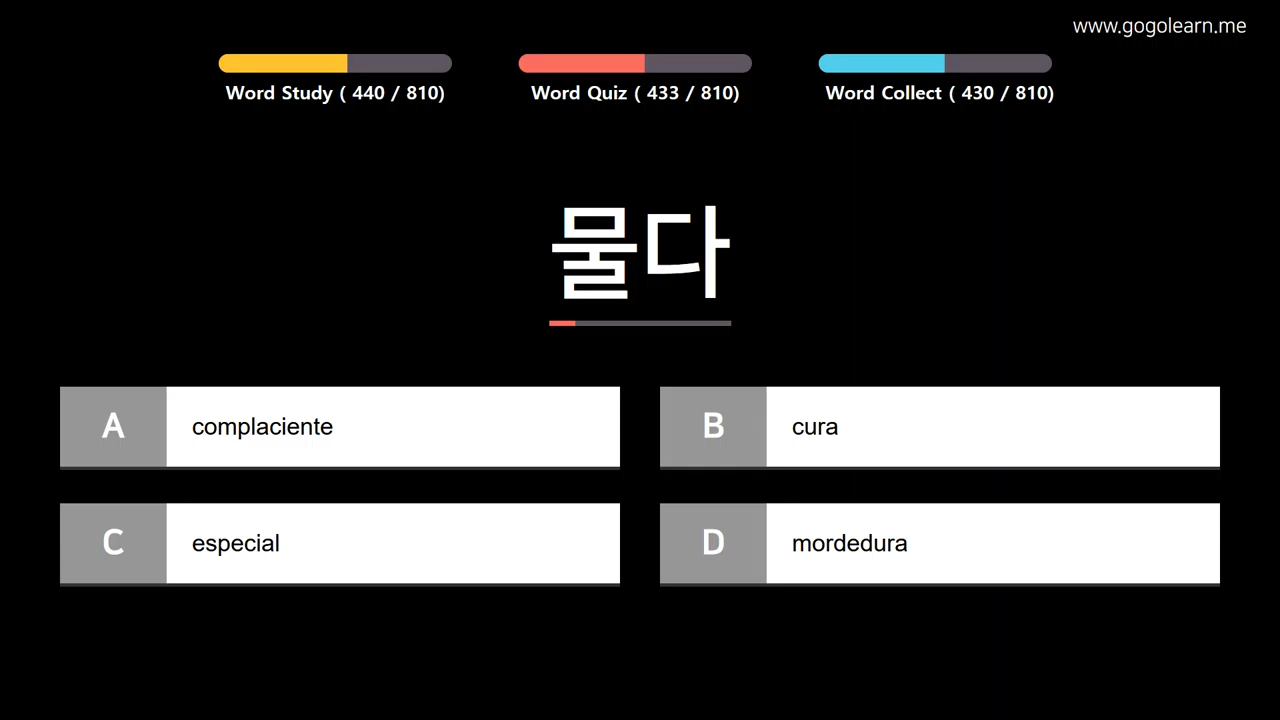 www.gogolearn.me
Word Study ( 440 / 810)
Word Quiz ( 433 / 810)
Word Collect ( 430 / 810)
물다
A complaciente
B cura
C especial
D mordedura